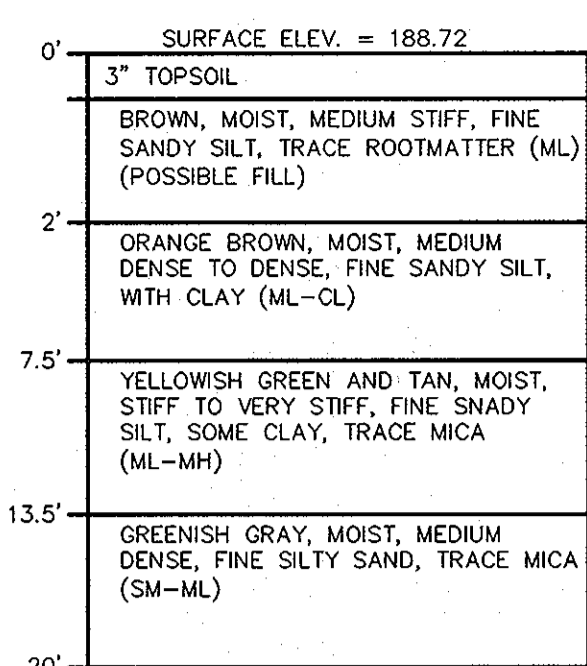 SURFACE ELEV. = 188.72
0'
3" TOPSOIL
BROWN, MOIST, MEDIUM STIFF, FINE
SANDY SILT, TRACE ROOTMATTER (ML)
(POSSIBLE FILL)
2'
ORANGE BROWN, MOIST, MEDIUM
DENSE TO DENSE, FINE SANDY SILT,
WITH CLAY (ML-CL)
7.5'
YELLOWISH GREEN AND TAN, MOIST,
STIFF TO VERY STIFF, FINE SNADY
SILT, SOME CLAY, TRACE MICA
(ML-MH)
13.5'
GREENISH GRAY, MOIST, MEDIUM
DENSE, FINE SILTY SAND, TRACE MICA
(SM-ML)
20'